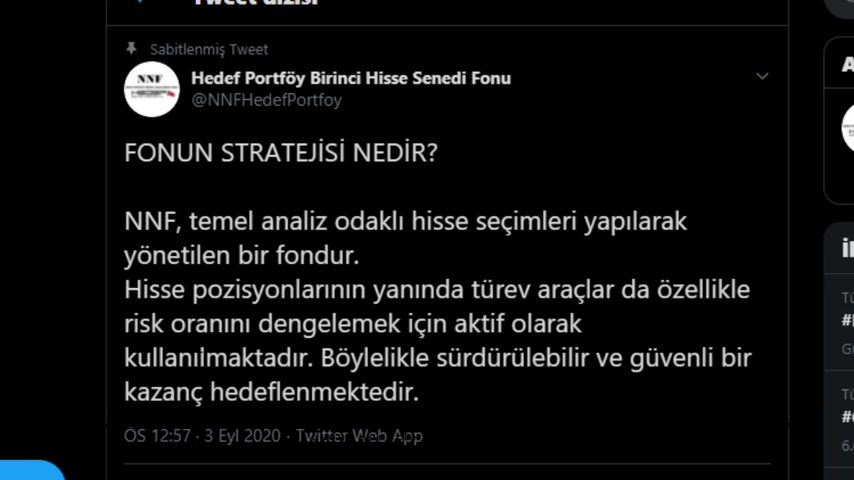 Tweet dizisi
Sabitlenmiş Tweet
NNF
Hedef Portföy Birinci Hisse Senedi Fonu
@NNFHedefPortfoy
FONUN STRATEJİSİ NEDİR?
NNF, temel analiz odaklı hisse seçimleri yapılarak
yönetilen bir fondur.
Hisse pozisyonlarının yanında türev araçlar da özellikle
risk oranını dengelemek için aktif olarak
kullanılmaktadır. Böylelikle sürdürülebilir ve güvenli bir
kazanç hedeflenmektedir.
ÖS 12:57 · 3 Eyl 2020 · Twitter Web App